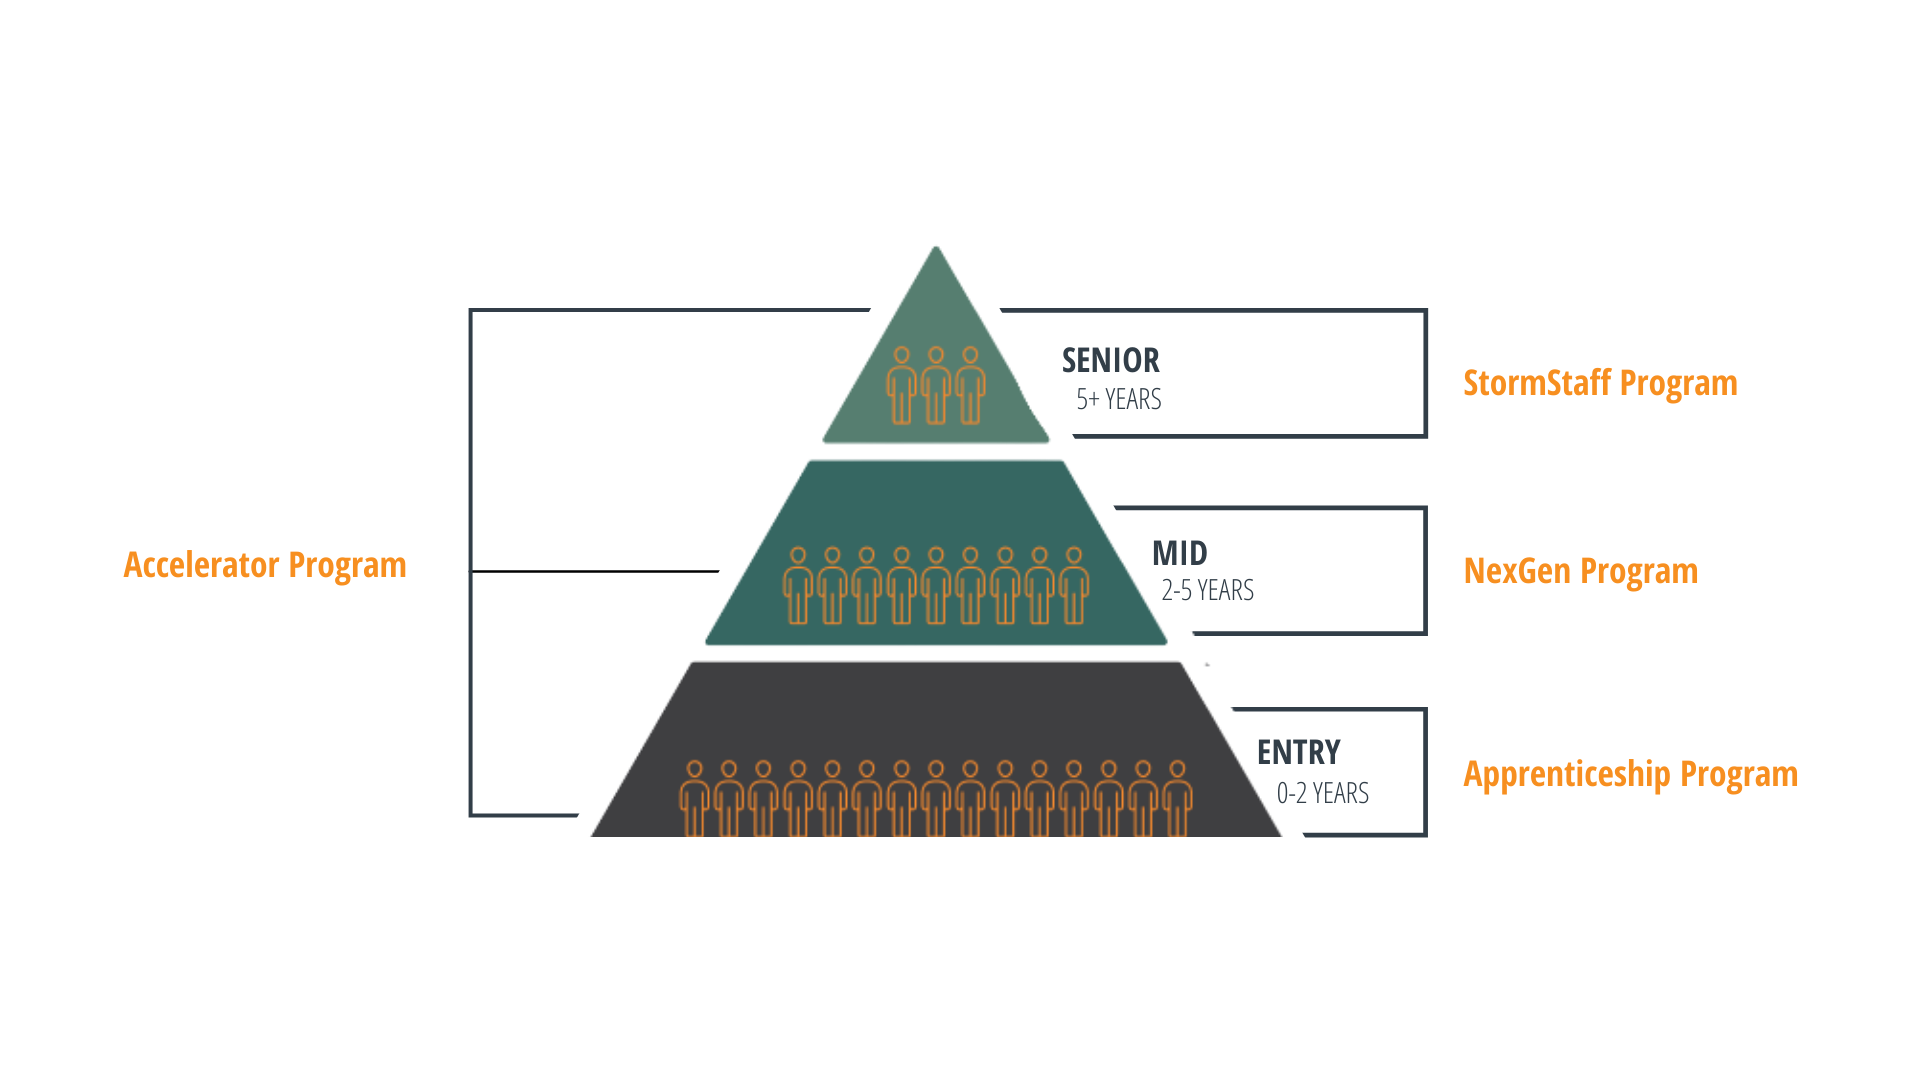 SENIOR
5+ YEARS
StormStaff Program
Accelerator Program
MID
2-5 YEARS
NexGen Program
ENTRY
0-2 YEARS
Apprenticeship Program